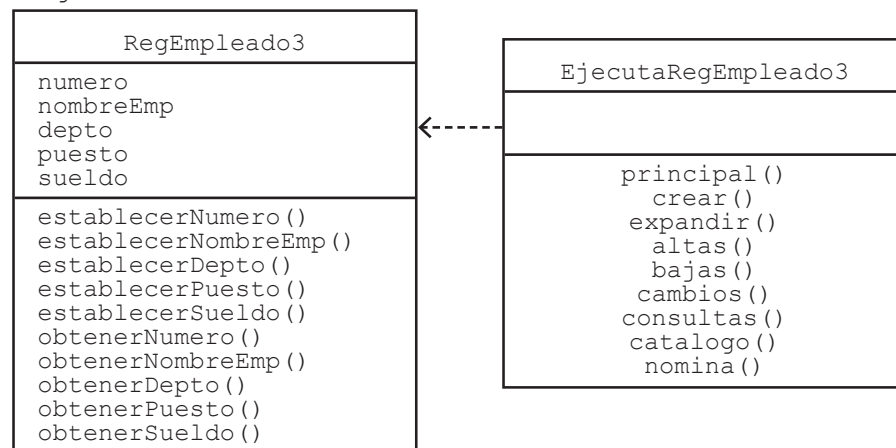 RegEmpleado3
numero
nombreEmp
depto
puesto
sueldo
establecerNumero()
establecerNombreEmp()
establecerDepto()
establecerPuesto()
establecerSueldo()
obtenerNumero()
obtenerNombreEmp()
obtenerDepto()
obtenerPuesto()
obtenerSueldo()
EjecutaRegEmpleado3
principal()
crear()
expandir()
altas()
bajas()
cambios()
consultas()
catalogo()
nomina()